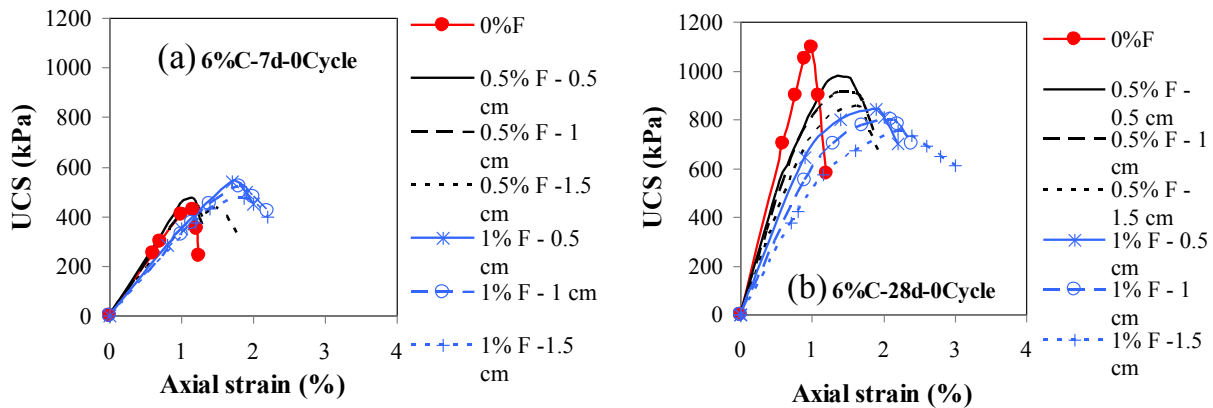 1200
1000
800
600
400
200
0
UCS (kPa)
(a) 6%C-7d-0Cycle
0 1 2 3 4
Axial strain (%)
0%F
0.5% F - 0.5
cm
0.5% F - 1
cm
0.5% F -1.5
cm
1% F - 0.5
cm
1% F - 1 cm
1% F -1.5
cm
1200
1000
800
600
400
200
0
UCS (kPa)
(b) 6%C-28d-0Cycle
0 1 2 3 4
Axial strain (%)
0%F
0.5% F -
0.5 cm
0.5% F - 1
cm
0.5% F -
1.5 cm
1% F - 0.5
cm
1% F - 1
cm
1% F -1.5
cm